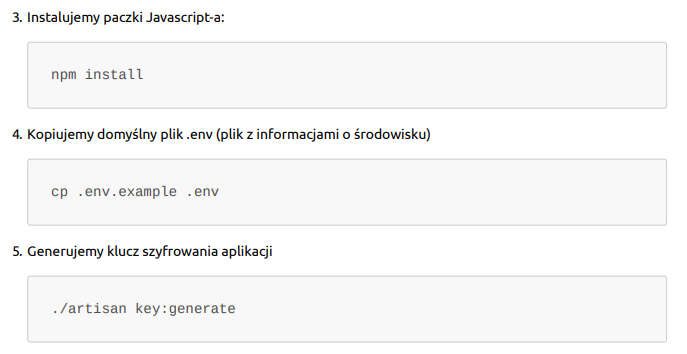 3. Instalujemy paczki Javascript-a:
npm install
4. Kopiujemy domyślny plik .env (plik z informacjami o środowisku)
cp .env.example .env
5. Generujemy klucz szyfrowania aplikacji
./artisan key:generate